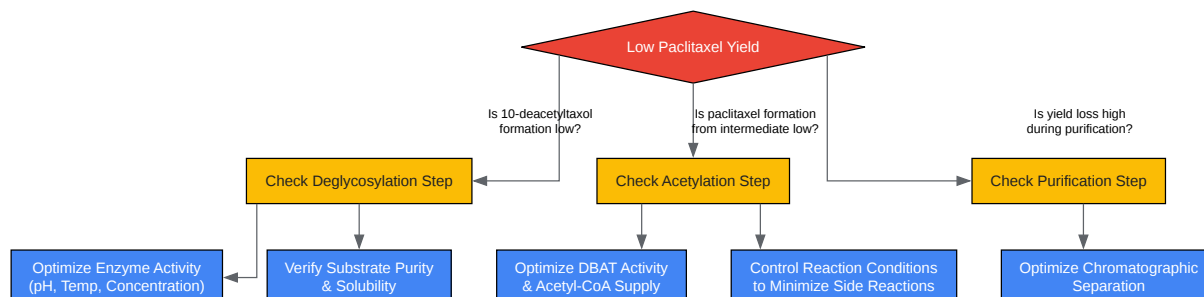 Low Paclitaxel Yield
Is 10-deacetyltaxol
formation low?
Is paclitaxel formation
from intermediate low?
Is yield loss high
during purification?
Check Deglycosylation Step
Check Acetylation Step
Check Purification Step
Optimize Enzyme Activity
(pH, Temp, Concentration)
Verify Substrate Purity
& Solubility
Optimize DBAT Activity
& Acetyl-CoA Supply
Control Reaction Conditions
to Minimize Side Reactions
Optimize Chromatographic
Separation